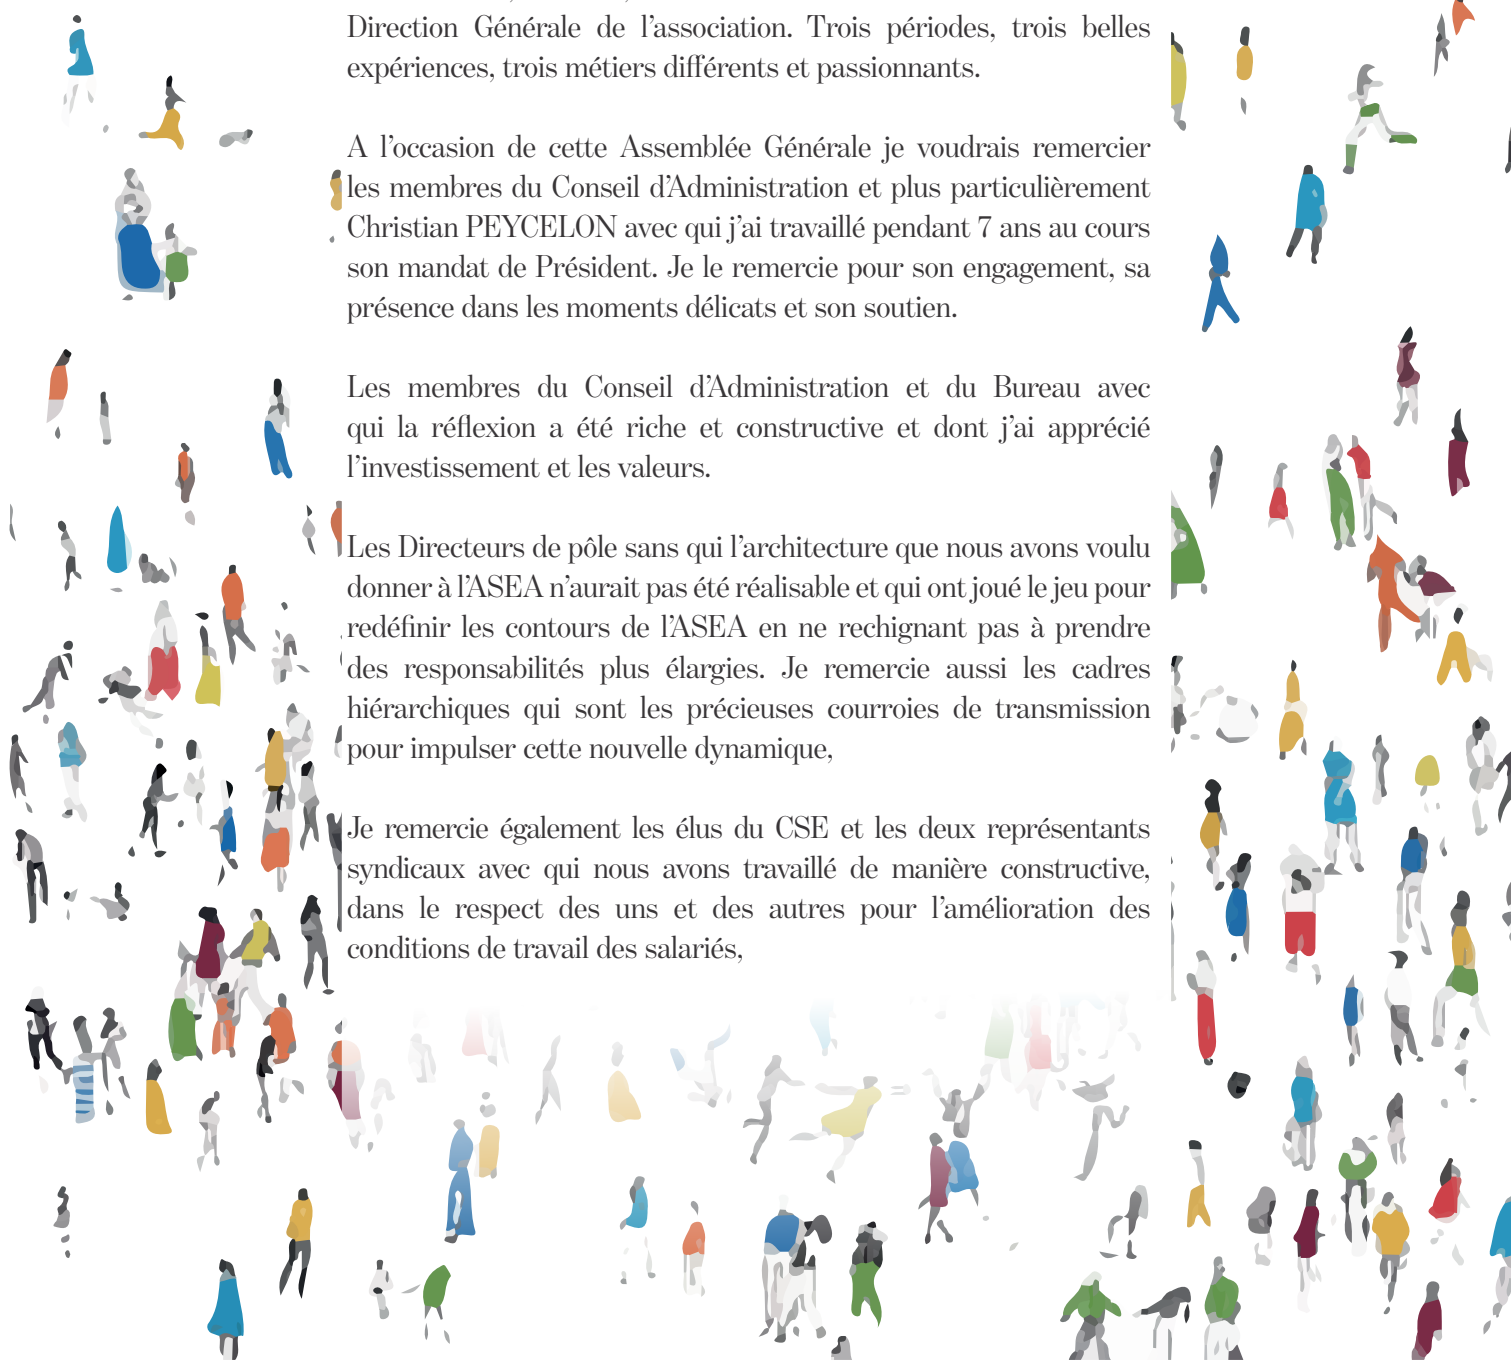 Direction Générale de l'association. Trois périodes, trois belles
expériences, trois métiers différents et passionnants.
A l'occasion de cette Assemblée Générale je voudrais remercier
les membres du Conseil d'Administration et plus particulièrement
Christian PEYCELON avec qui j'ai travaillé pendant 7 ans au cours
son mandat de Président. Je le remercie pour son engagement, sa
présence dans les moments délicats et son soutien.
Les membres du Conseil d'Administration et du Bureau avec
qui la réflexion a été riche et constructive et dont j'ai apprécié
l'investissement et les valeurs.
Les Directeurs de pôle sans qui l'architecture que nous avons voulu
donner à l'ASEA n'aurait pas été réalisable et qui ont joué le jeu pour
redéfinir les contours de l'ASEA en ne rechignant pas à prendre
des responsabilités plus élargies. Je remercie aussi les cadres
hiérarchiques qui sont les précieuses courroies de transmission
pour impulser cette nouvelle dynamique,
Je remercie également les élus du CSE et les deux représentants
syndicaux avec qui nous avons travaillé de manière constructive,
dans le respect des uns et des autres pour l'amélioration des
conditions de travail des salariés,